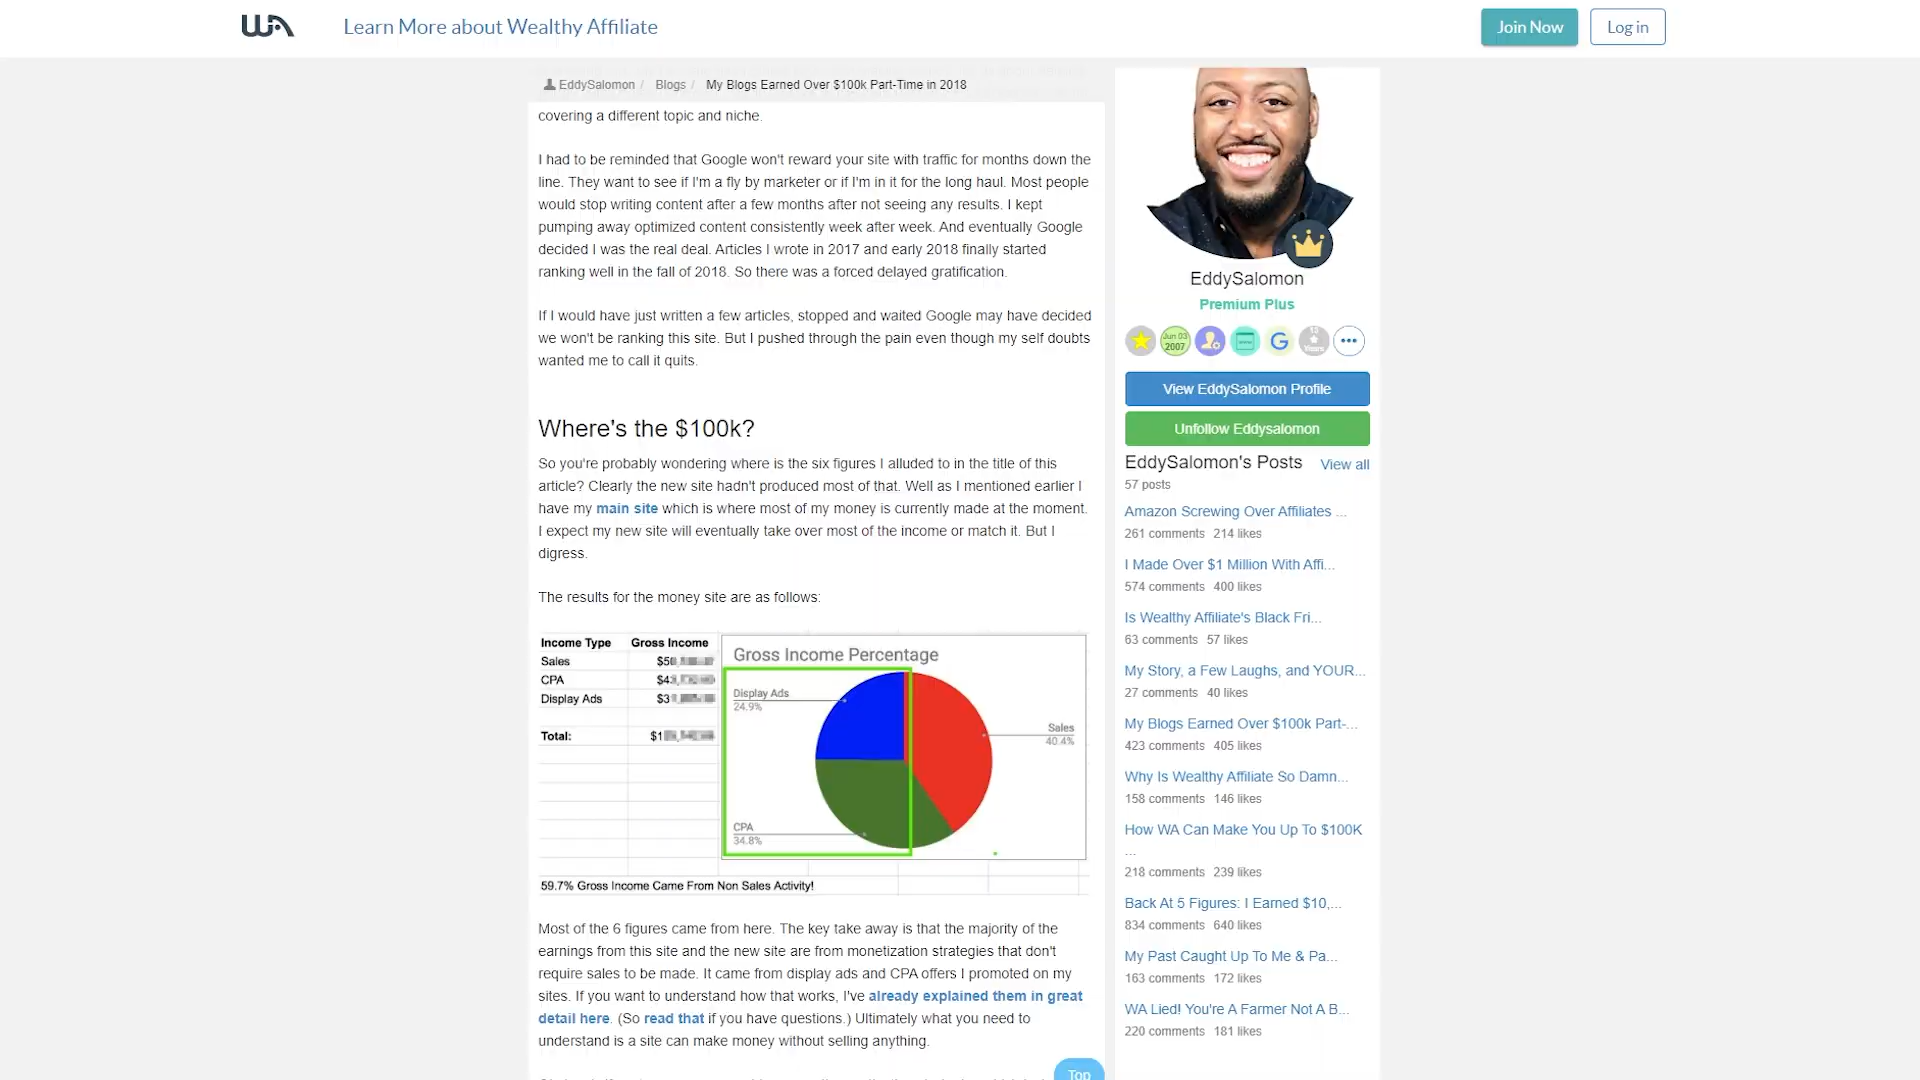 WA
Learn More about Wealthy Affiliate
Join Now
Log in
EddySalomon / Blogs / My Blogs Earned Over $100k Part-Time in 2018
covering a different topic and niche.
I had to be reminded that Google won't reward your site with traffic for months down the
line. They want to see if I'm a fly by marketer or if I'm in it for the long haul. Most people
would stop writing content after a few months after not seeing any results. I kept
pumping away optimized content consistently week after week. And eventually Google
decided I was the real deal. Articles I wrote in 2017 and early 2018 finally started
ranking well in the fall of 2018. So there was a forced delayed gratification.
If I would have just written a few articles, stopped and waited Google may have decided
we won't be ranking this site. But I pushed through the pain even though my self doubts
wanted me to call it quits.
Where's the $100k?
So you're probably wondering where is the six figures I alluded to in the title of this
article? Clearly the new site hadn't produced most of that. Well as I mentioned earlier I
have my main site which is where most of my money is currently made at the moment.
I expect my new site will eventually take over most of the income or match it. But I
digress.
The results for the money site are as follows:
Income Type Gross Income
Sales $5
CPA $4
Display Ads $3
Total: $1
Gross Income Percentage
Display Ads
24.9%
Sales
40.4%
CPA
34.8%
59.7% Gross Income Came From Non Sales Activity!
Most of the 6 figures came from here. The key take away is that the majority of the
earnings from this site and the new site are from monetization strategies that don't
require sales to be made. It came from display ads and CPA offers I promoted on my
sites. If you want to understand how that works, I've already explained them in great
detail here. (So read that if you have questions.) Ultimately what you need to
understand is a site can make money without selling anything.
Top
EddySalomon
Premium Plus
Jun 03
2007
G
Years
View EddySalomon Profile
Unfollow Eddysalomon
EddySalomon's Posts View all
57 posts
Amazon Screwing Over Affiliates ...
261 comments 214 likes
I Made Over $1 Million With Affi...
574 comments 400 likes
Is Wealthy Affiliate's Black Fri...
63 comments 57 likes
My Story, a Few Laughs, and YOUR...
27 comments 40 likes
My Blogs Earned Over $100k Part-...
423 comments 405 likes
Why Is Wealthy Affiliate So Damn...
158 comments 146 likes
How WA Can Make You Up To $100K
...
218 comments 239 likes
Back At 5 Figures: I Earned $10,...
834 comments 640 likes
My Past Caught Up To Me & Pa...
163 comments 172 likes
WA Lied! You're A Farmer Not A B...
220 comments 181 likes